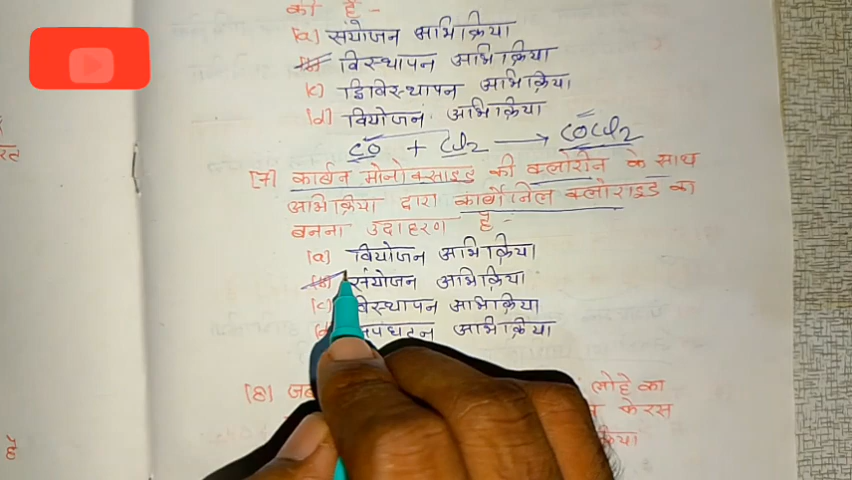 की हैं -
(a) संयोजन अभिक्रिया
(b) विस्थापन अभिक्रिया
(c) द्विविस्थापन अभिक्रिया
(d) वियोजन अभिक्रिया
CO + Cl2 → COCl2
(7) कार्बन मोनोक्साइड की क्लोरीन के साथ
अभिक्रिया द्वारा कार्बोनिल क्लोराइड का
बनना उदाहरण है -
(a) वियोजन अभिक्रिया
(b) संयोजन अभिक्रिया
(c) विस्थापन अभिक्रिया
अपघटन अभिक्रिया
(8) लोहे का
के रस
है